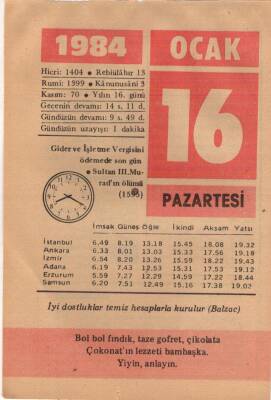 1984 OCAK
Hicri: 1404 • Rebiülâhır 13
Rumi: 1399 • Kânunusâni 3
Kasım: 70 • Yılın 16. günü
Gecenin devamı: 14 s. 11 d.
Gündüzün devamı: 9 s. 49 d.
Gündüzün uzayışı: 1 dakika
16
Gider ve İşletme Vergisini
ödemede son gün
• Sultan III. Mu-
rad'ın ölümü
(1595)
PAZARTESİ
İmsak Güneş Öğle İkindi Akşam Yatsı
İstanbul 6.49 8.19 13.18 15.45 18.08 19.32
Ankara 6.33 8.01 13.03 15.33 17.56 19.18
İzmir 6.54 8.20 13.26 15.59 18.22 19.43
Adana 6.19 7.43 12.53 15.31 17.53 19.12
Erzurum 5.59 7.27 12.29 14.59 17.22 18.44
Samsun 6.20 7.51 12.49 15.16 17.38 19.02
İyi dostluklar temiz hesaplarla kurulur (Balzac)
Bol bol fındık, taze gofret, çikolata
Çokonat'ın lezzeti bambaşka.
Yiyin, anlayın.